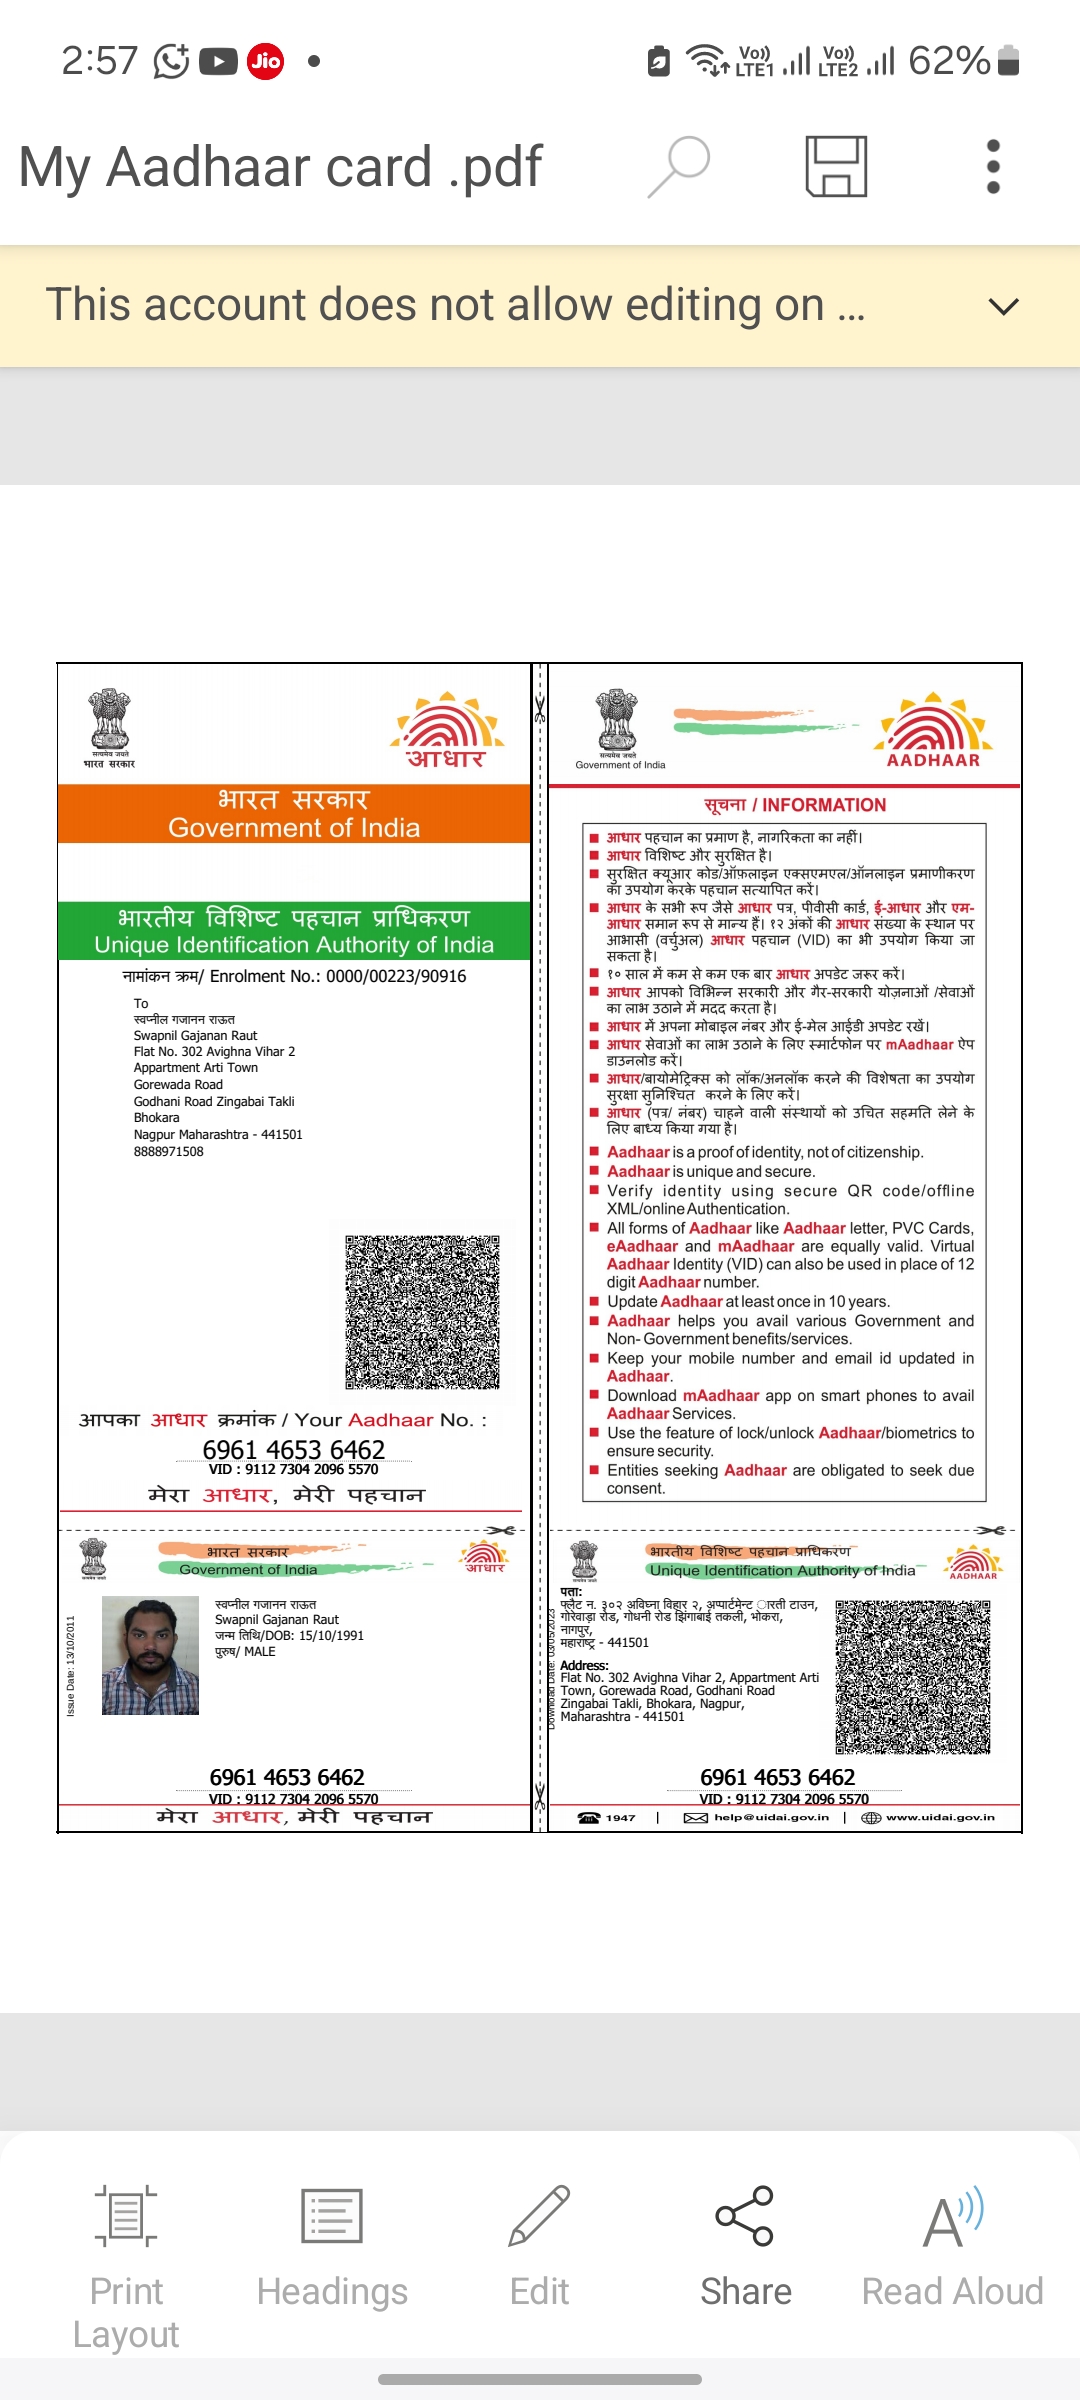 2:57
Jio
Vo)) LTE1
Vo)) LTE2
62%
My Aadhaar card .pdf
This account does not allow editing on ...
सत्यमेव जयते
भारत सरकार
आधार
भारत सरकार
Government of India
भारतीय विशिष्ट पहचान प्राधिकरण
Unique Identification Authority of India
नामांकन क्रम/ Enrolment No.: 0000/00223/90916
To
स्वप्नील गजानन राऊत
Swapnil Gajanan Raut
Flat No. 302 Avighna Vihar 2
Appartment Arti Town
Gorewada Road
Godhani Road Zingabai Takli
Bhokara
Nagpur Maharashtra - 441501
8888971508
आपका आधार क्रमांक / Your Aadhaar No. :
6961 4653 6462
VID : 9112 7304 2096 5570
मेरा आधार, मेरी पहचान
सत्यमेव जयते
Government of India
AADHAAR
सूचना / INFORMATION
आधार पहचान का प्रमाण है, नागरिकता का नहीं।
आधार विशिष्ट और सुरक्षित है।
सुरक्षित क्यूआर कोड/ऑफ़लाइन एक्सएमएल/ऑनलाइन प्रमाणीकरण
का उपयोग करके पहचान सत्यापित करें।
आधार के सभी रूप जैसे आधार पत्र, पीवीसी कार्ड, ई-आधार और एम-
आधार समान रूप से मान्य हैं। १२ अंकों की आधार संख्या के स्थान पर
आभासी (वर्चुअल) आधार पहचान (VID) का भी उपयोग किया जा
सकता है।
१० साल में कम से कम एक बार आधार अपडेट जरूर करें।
आधार आपको विभिन्न सरकारी और गैर-सरकारी योज़नाओं /सेवाओं
का लाभ उठाने में मदद करता है।
आधार में अपना मोबाइल नंबर और ई-मेल आईडी अपडेट रखें।
आधार सेवाओं का लाभ उठाने के लिए स्मार्टफोन पर mAadhaar ऐप
डाउनलोड करें।
आधार/बायोमेट्रिक्स को लॉक/अनलॉक करने की विशेषता का उपयोग
सुरक्षा सुनिश्चित करने के लिए करें।
आधार (पत्र/ नंबर) चाहने वाली संस्थायों को उचित सहमति लेने के
लिए बाध्य किया गया है।
Aadhaar is a proof of identity, not of citizenship.
Aadhaar is unique and secure.
Verify identity using secure QR code/offline
XML/online Authentication.
All forms of Aadhaar like Aadhaar letter, PVC Cards,
eAadhaar and mAadhaar are equally valid. Virtual
Aadhaar Identity (VID) can also be used in place of 12
digit Aadhaar number.
Update Aadhaar at least once in 10 years.
Aadhaar helps you avail various Government and
Non- Government benefits/services.
Keep your mobile number and email id updated in
Aadhaar.
Download mAadhaar app on smart phones to avail
Aadhaar Services.
Use the feature of lock/unlock Aadhaar/biometrics to
ensure security.
Entities seeking Aadhaar are obligated to seek due
consent.
भारत सरकार
Government of India
आधार
Issue Date: 13/10/2011
स्वप्नील गजानन राऊत
Swapnil Gajanan Raut
जन्म तिथि/DOB: 15/10/1991
पुरुष/ MALE
6961 4653 6462
VID : 9112 7304 2096 5570
मेरा आधार, मेरी पहचान
भारतीय विशिष्ट पहचान प्राधिकरण
Unique Identification Authority of India
AADHAAR
Download Date: 03/05/2023
पता:
फ्लैट न. ३०२ अविघ्ना विहार २, अप्पार्टमेन्ट ारती टाउन,
गोरेवाड़ा रोड, गोधनी रोड झिंगाबाई तकली, भोकरा,
नागपुर,
महाराष्ट्र - 441501
Address:
Flat No. 302 Avighna Vihar 2, Appartment Arti
Town, Gorewada Road, Godhani Road
Zingabai Takli, Bhokara, Nagpur,
Maharashtra - 441501
6961 4653 6462
VID : 9112 7304 2096 5570
1947 | help@uidai.gov.in | www.uidai.gov.in
Print Layout
Headings
Edit
Share
Read Aloud